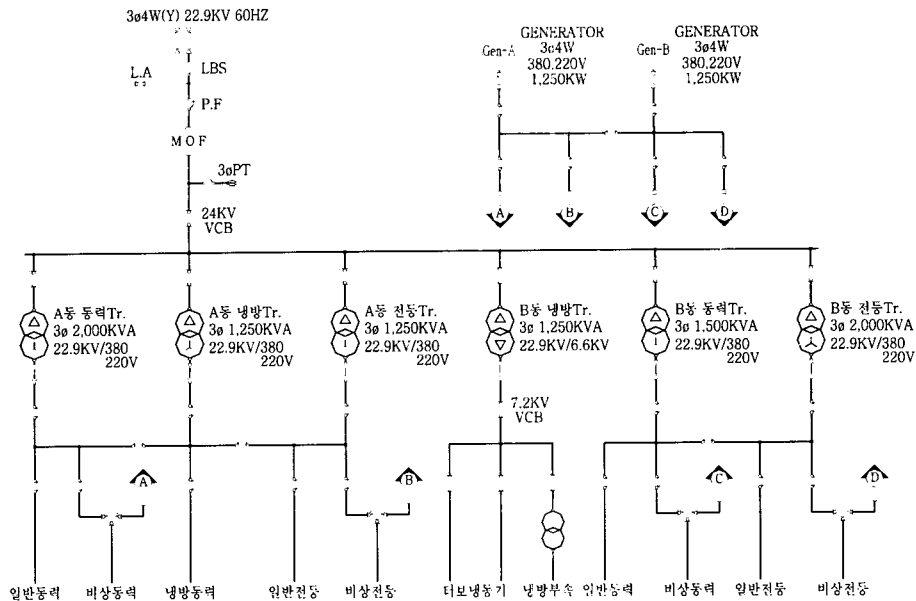 3ø4W(Y) 22.9KV 60HZ
L.A
LBS
P.F
M O F
3øPT
24KV
VCB
Gen-A
GENERATOR
3ø4W
380.220V
1,250KW
Gen-B
GENERATOR
3ø4W
380,220V
1,250KW
A
B
C
D
A동 동력Tr.
3ø 2,000KVA
22.9KV/380
220V
A동 냉방Tr.
3ø 1,250KVA
22.9KV/380
220V
A동 전등Tr.
3ø 1,250KVA
22.9KV/380
220V
B동 냉방Tr.
3ø 1,250KVA
22.9KV/6.6KV
B동 동력Tr.
3ø 1.500KVA
22.9KV/380
220V
B동 전등Tr.
3ø 2,000KVA
22.9KV/380
220V
7.2KV
VCB
A
B
C
D
일반동력
비상동력
냉방동력
일반전등
비상전등
터보냉동기
냉방부속
일반동력
비상동력
일반전등
비상전등